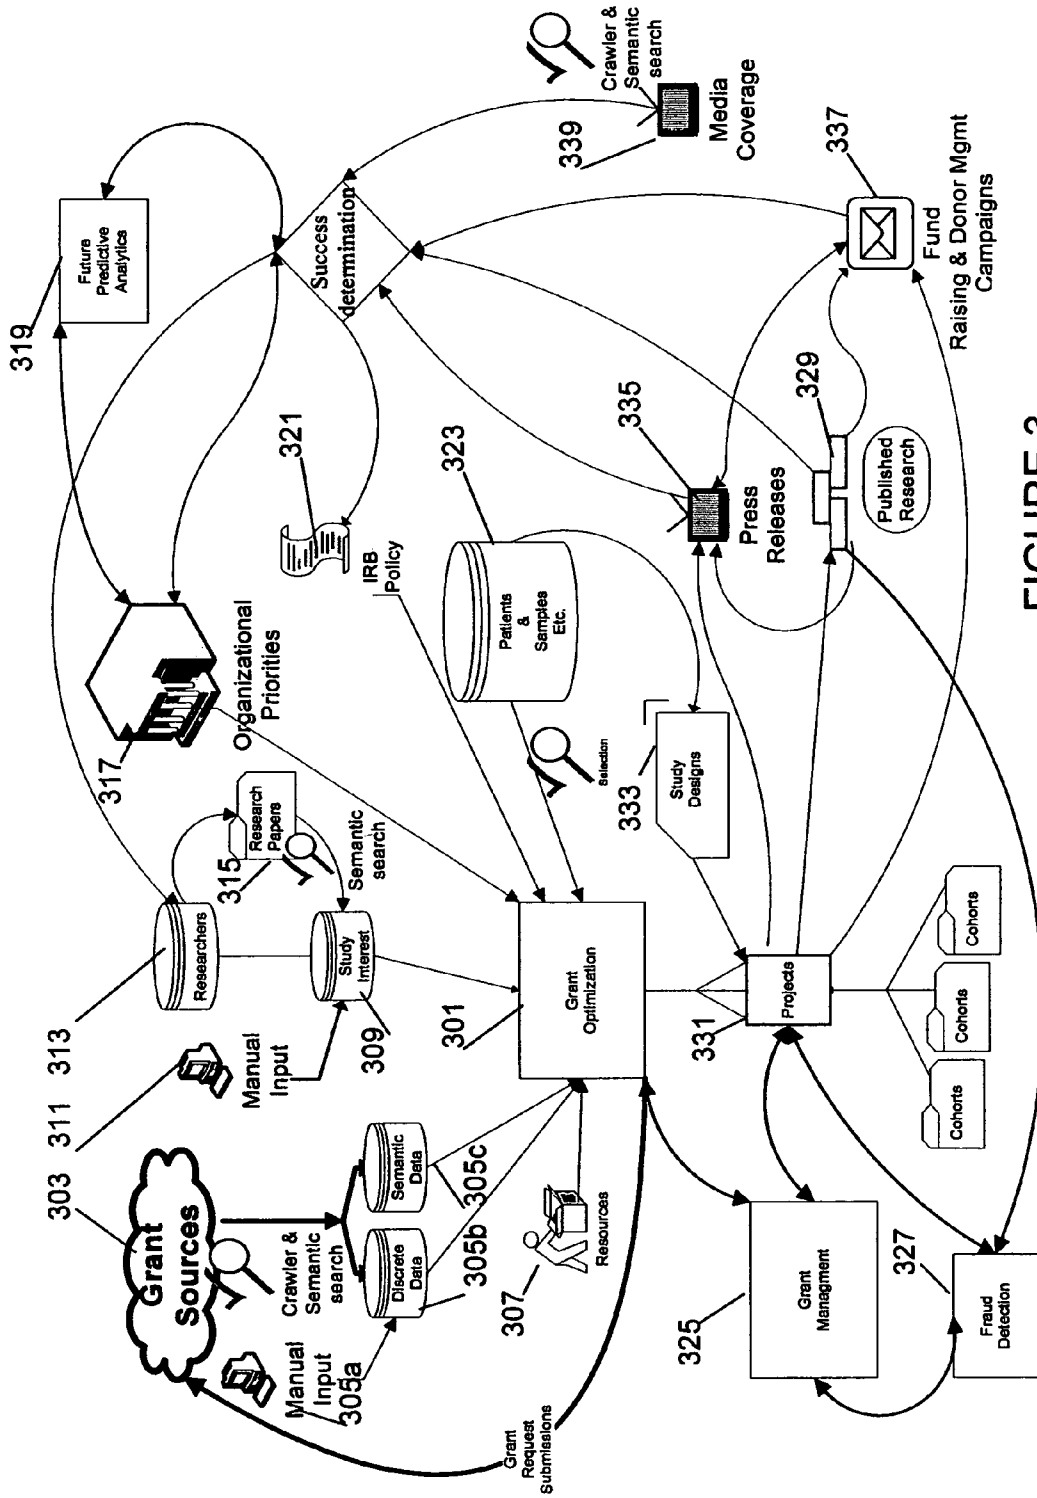 303
311
313
315
317
319
Grant
Sources
Crawler &
Semantic
search
Manual
Input
305a
Discrete
Data
305b
Semantic
Data
305c
Manual
Input
Researchers
Study
Interest
309
Research
Papers
Semantic
search
Organizational
Priorities
Future
Predictive
Analytics
Success
determination
321
IRB
Policy
323
Patients
&
Samples
Etc.
Selection
301
Grant
Optimization
307
Resources
Grant
Request
Submissions
325
Grant
Managment
327
Fraud
Detection
331
Projects
Cohorts
Cohorts
Cohorts
333
Study
Designs
335
Press
Releases
329
Published
Research
337
Fund
Raising & Donor Mgmt
Campaigns
339
Media
Coverage
Crawler &
Semantic
search
FIGURE 3